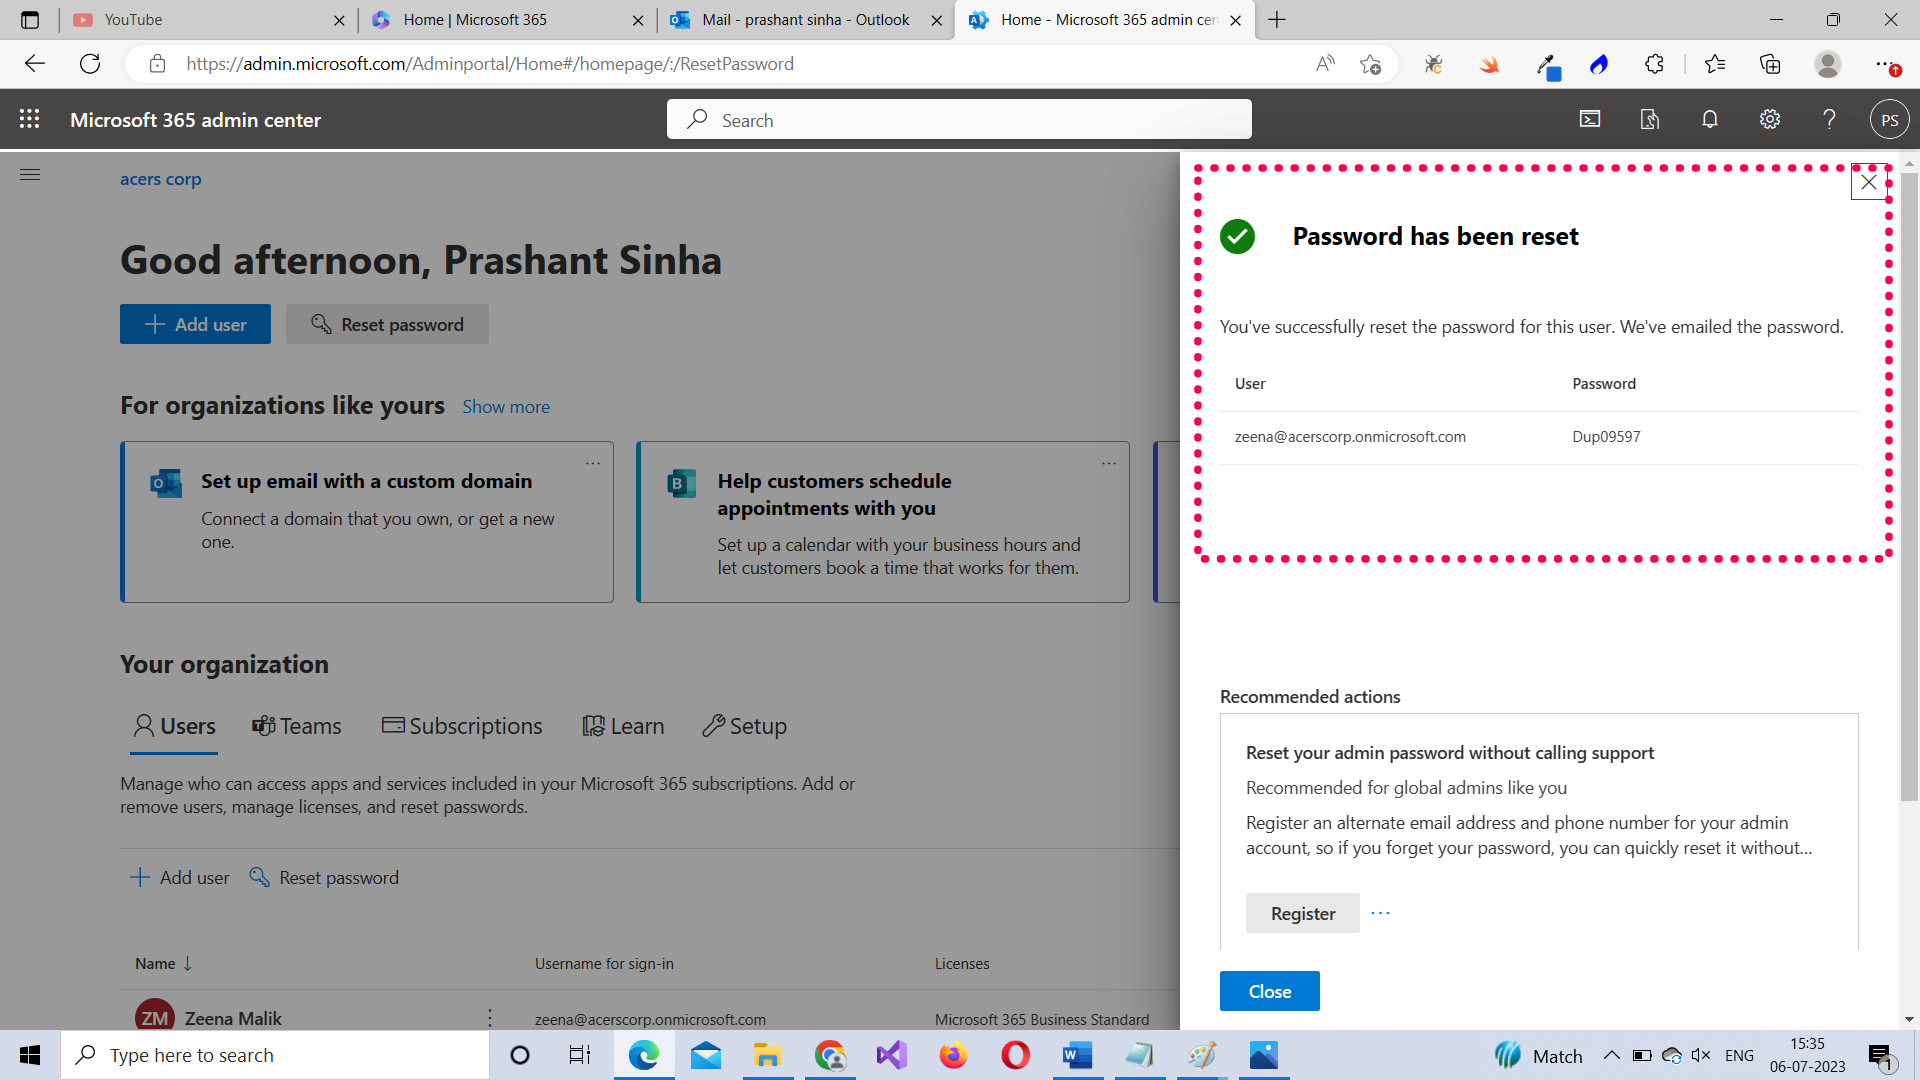 YouTube
Home | Microsoft 365
Mail - prashant sinha - Outlook
Home - Microsoft 365 admin cen
https://admin.microsoft.com/Adminportal/Home#/homepage/:/ResetPassword
Microsoft 365 admin center
Search
PS
acers corp
Good afternoon, Prashant Sinha
Add user
Reset password
For organizations like yours
Show more
Set up email with a custom domain
Connect a domain that you own, or get a new
one.
Help customers schedule
appointments with you
Set up a calendar with your business hours and
let customers book a time that works for them.
Your organization
Users
Teams
Subscriptions
Learn
Setup
Manage who can access apps and services included in your Microsoft 365 subscriptions. Add or
remove users, manage licenses, and reset passwords.
Add user
Reset password
Name ↓
Username for sign-in
Licenses
ZM
Zeena Malik
zeena@acerscorp.onmicrosoft.com
Microsoft 365 Business Standard
Password has been reset
You've successfully reset the password for this user. We've emailed the password.
User
Password
zeena@acerscorp.onmicrosoft.com
Dup09597
Recommended actions
Reset your admin password without calling support
Recommended for global admins like you
Register an alternate email address and phone number for your admin
account, so if you forget your password, you can quickly reset it without...
Register
Close
Type here to search
Match
ENG
15:35
06-07-2023
1